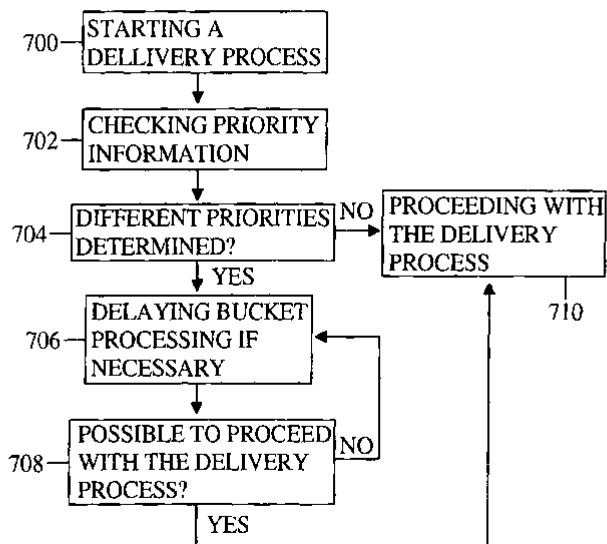 700
STARTING A
DELLIVERY PROCESS
702
CHECKING PRIORITY
INFORMATION
704
DIFFERENT PRIORITIES
DETERMINED?
NO
PROCEEDING WITH
THE DELIVERY
PROCESS
710
YES
706
DELAYING BUCKET
PROCESSING IF
NECESSARY
708
POSSIBLE TO PROCEED
WITH THE DELIVERY
PROCESS?
NO
YES